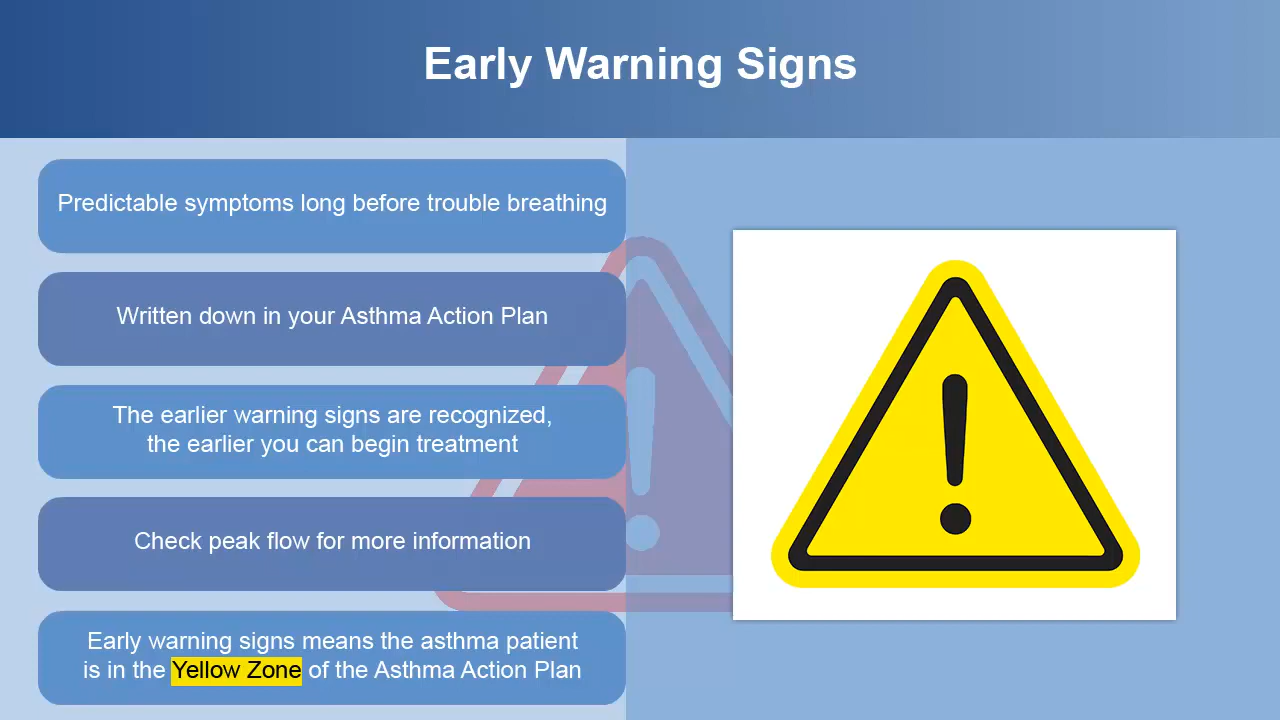 Early Warning Signs
Predictable symptoms long before trouble breathing
Written down in your Asthma Action Plan
The earlier warning signs are recognized,
the earlier you can begin treatment
Check peak flow for more information
Early warning signs means the asthma patient
is in the Yellow Zone of the Asthma Action Plan